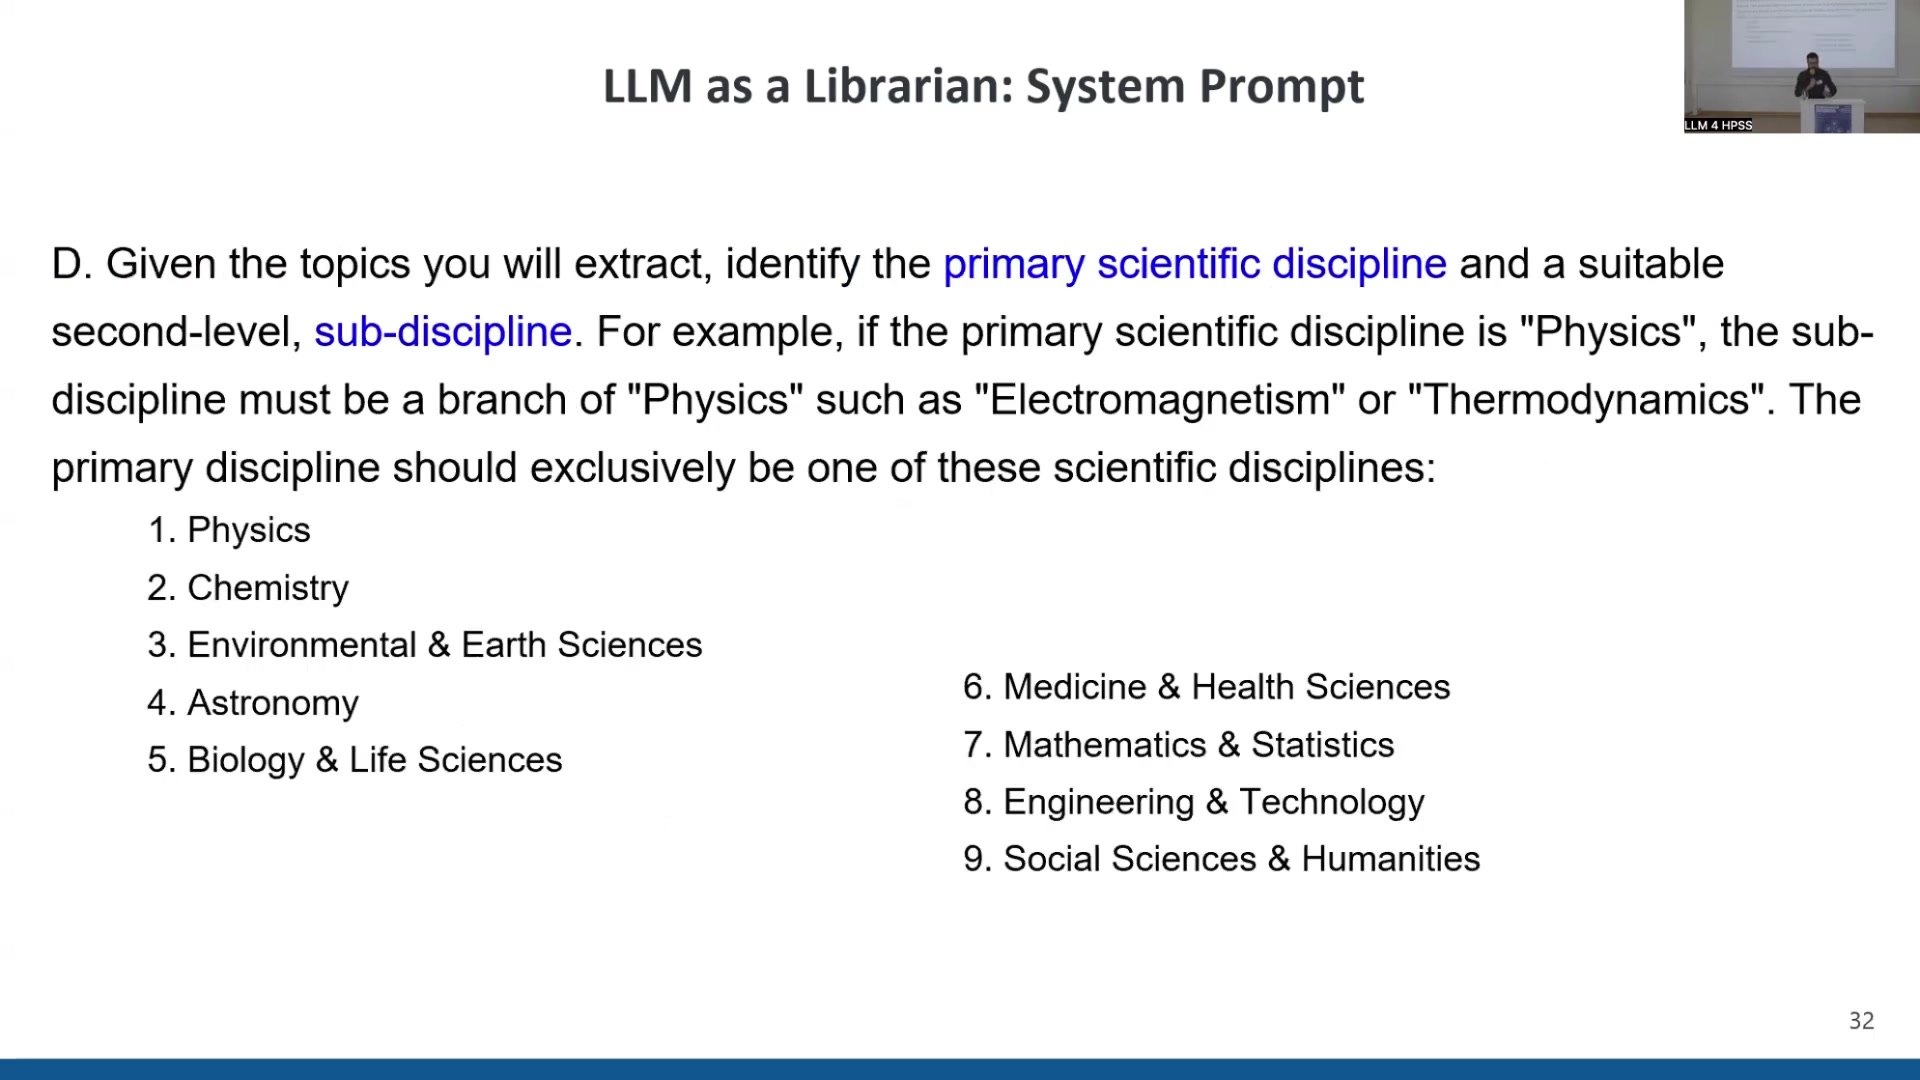 LLM as a Librarian: System Prompt
LLM 4 HPSS
D. Given the topics you will extract, identify the primary scientific discipline and a suitable
second-level, sub-discipline. For example, if the primary scientific discipline is "Physics", the sub-
discipline must be a branch of "Physics" such as "Electromagnetism" or "Thermodynamics". The
primary discipline should exclusively be one of these scientific disciplines:
1. Physics
2. Chemistry
3. Environmental & Earth Sciences
4. Astronomy
5. Biology & Life Sciences
6. Medicine & Health Sciences
7. Mathematics & Statistics
8. Engineering & Technology
9. Social Sciences & Humanities
32